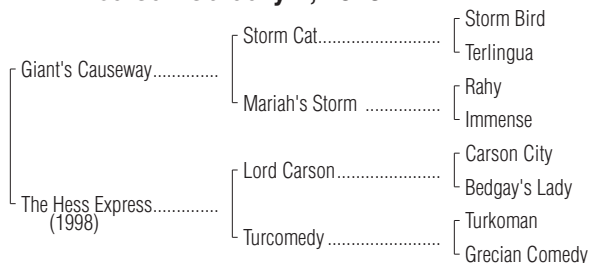 Storm Bird
Storm Cat........................
Terlingua
Giant's Causeway..............
Rahy
Mariah's Storm ................
Immense
Carson City
Lord Carson.....................
Bedgay's Lady
The Hess Express..............
(1998)
Turkoman
Turcomedy ......................
Grecian Comedy